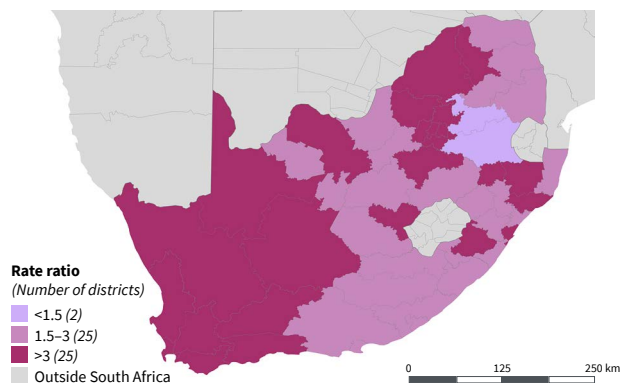 Rate ratio
(Number of districts)
<1.5 (2)
1.5–3 (25)
>3 (25)
Outside South Africa
0 125 250 km